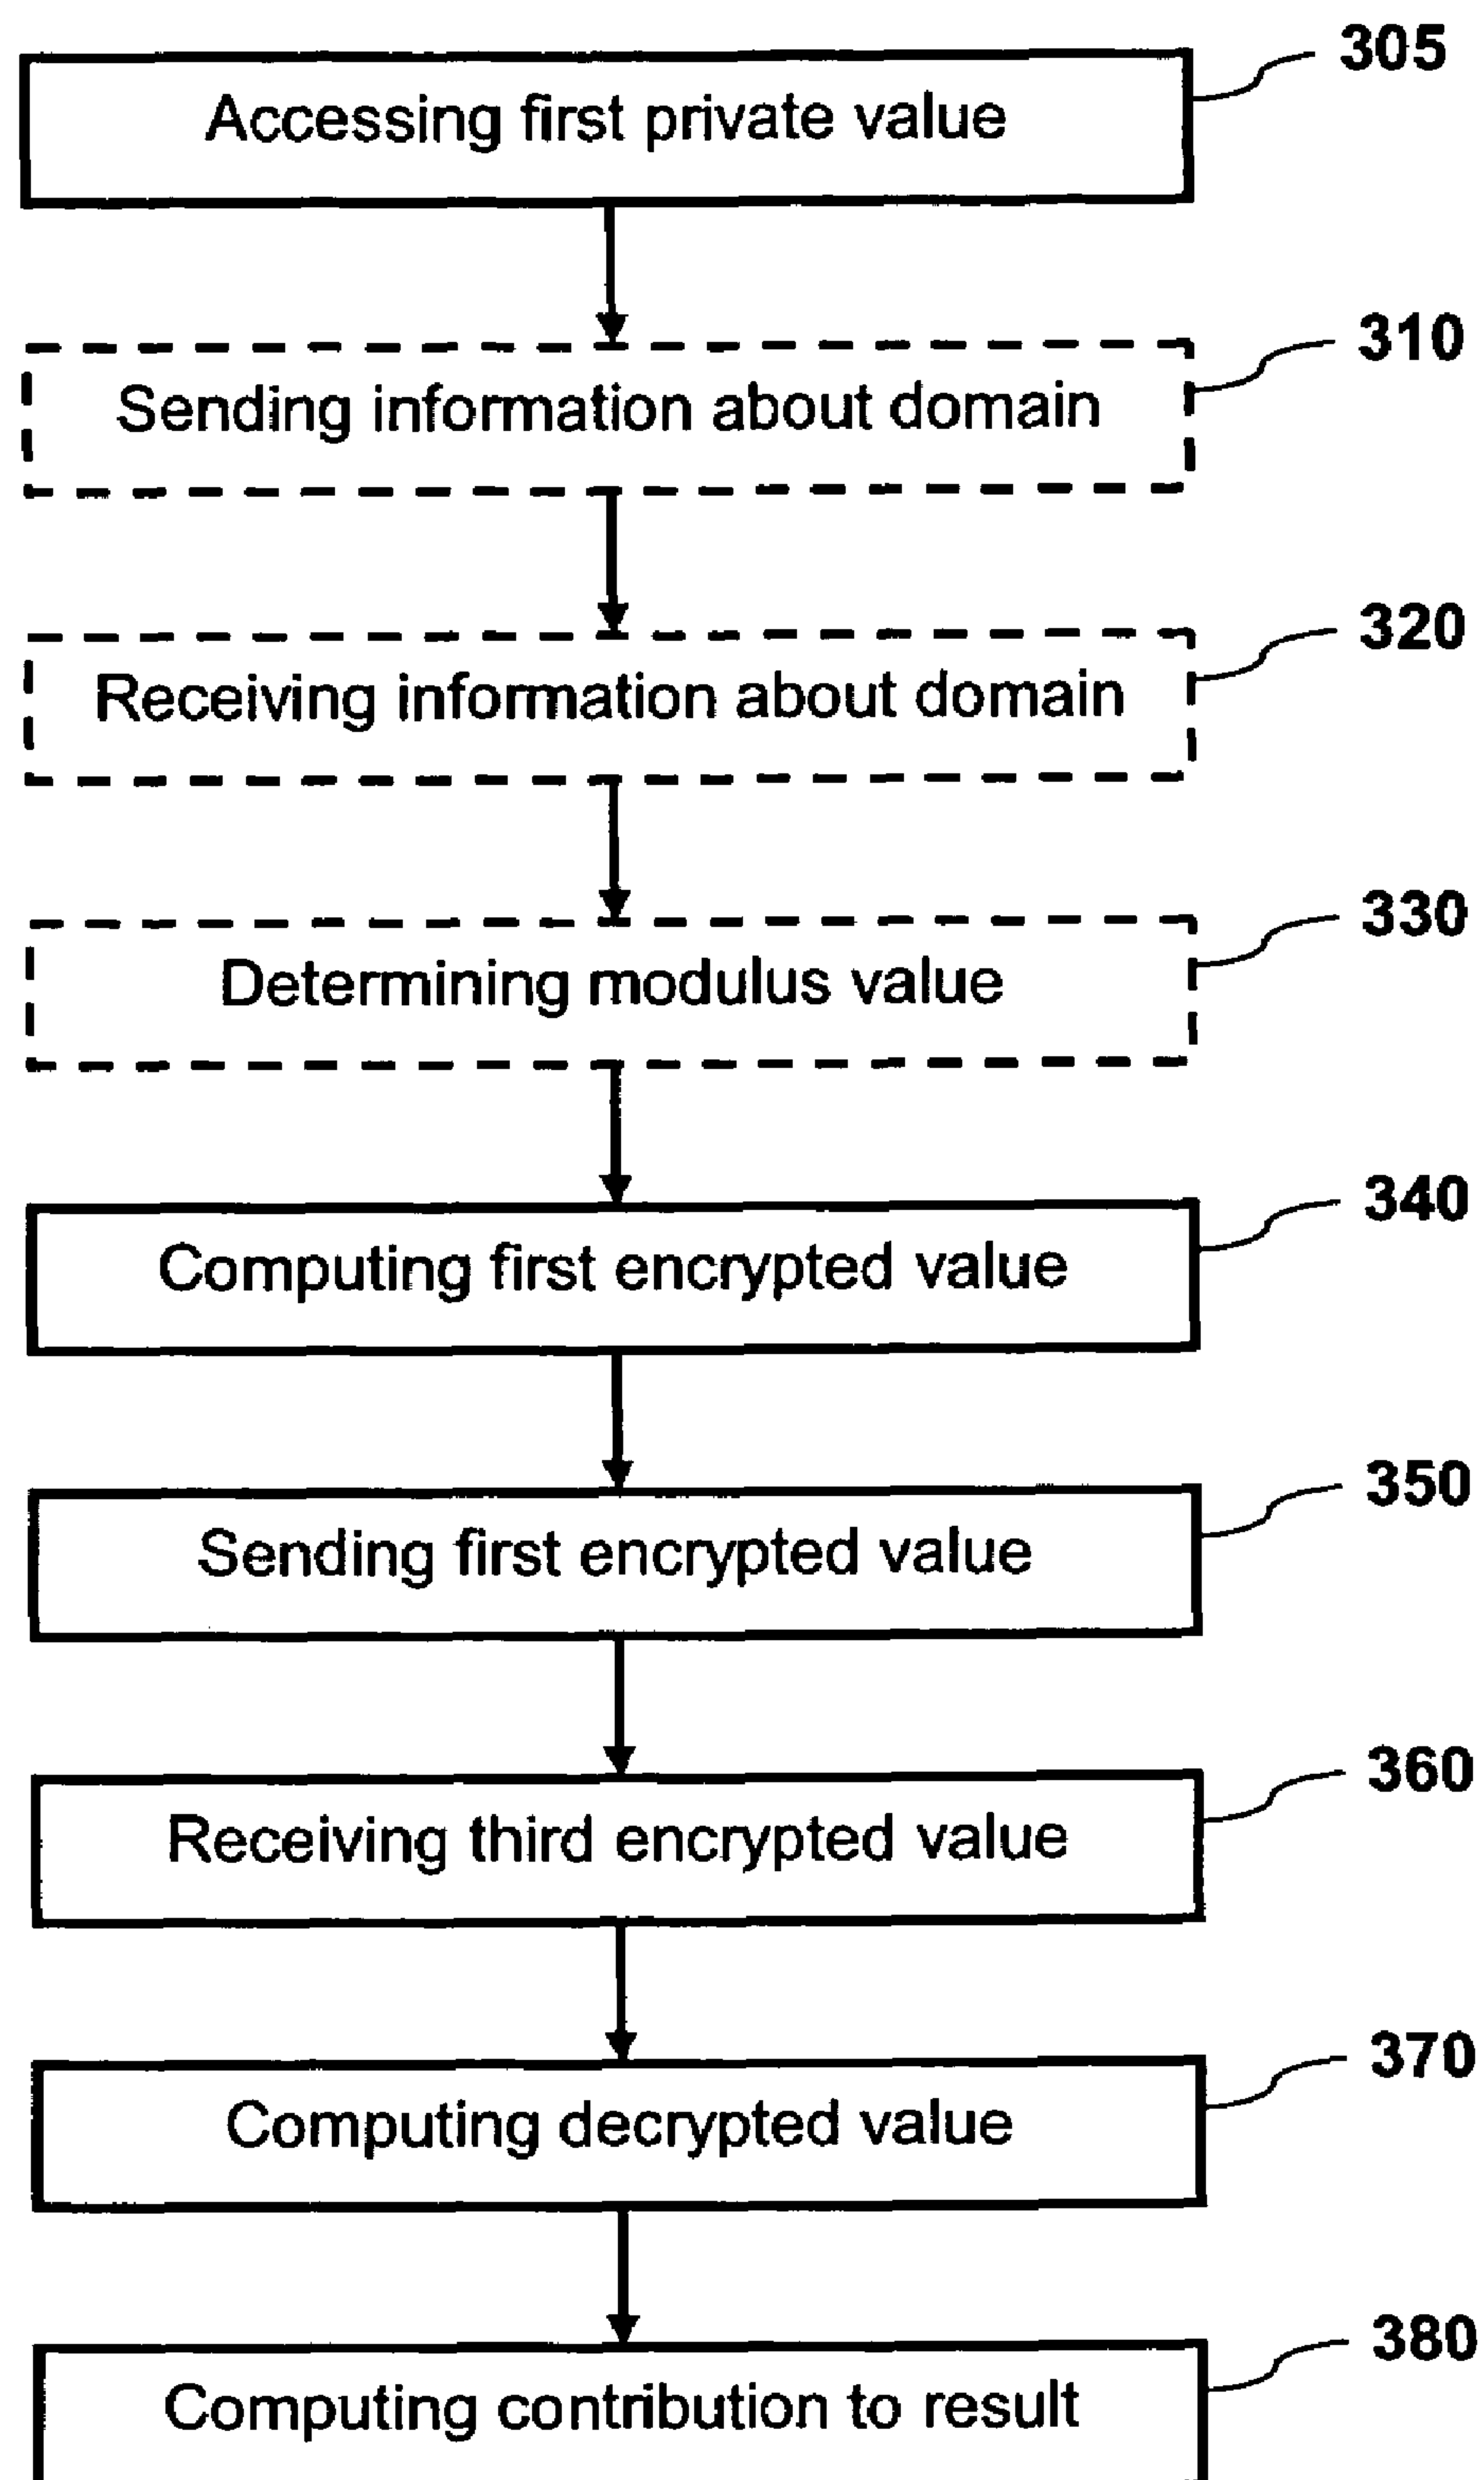 305
Accessing first private value
310
Sending information about domain
320
Receiving information about domain
330
Determining modulus value
340
Computing first encrypted value
350
Sending first encrypted value
360
Receiving third encrypted value
370
Computing decrypted value
380
Computing contribution to result